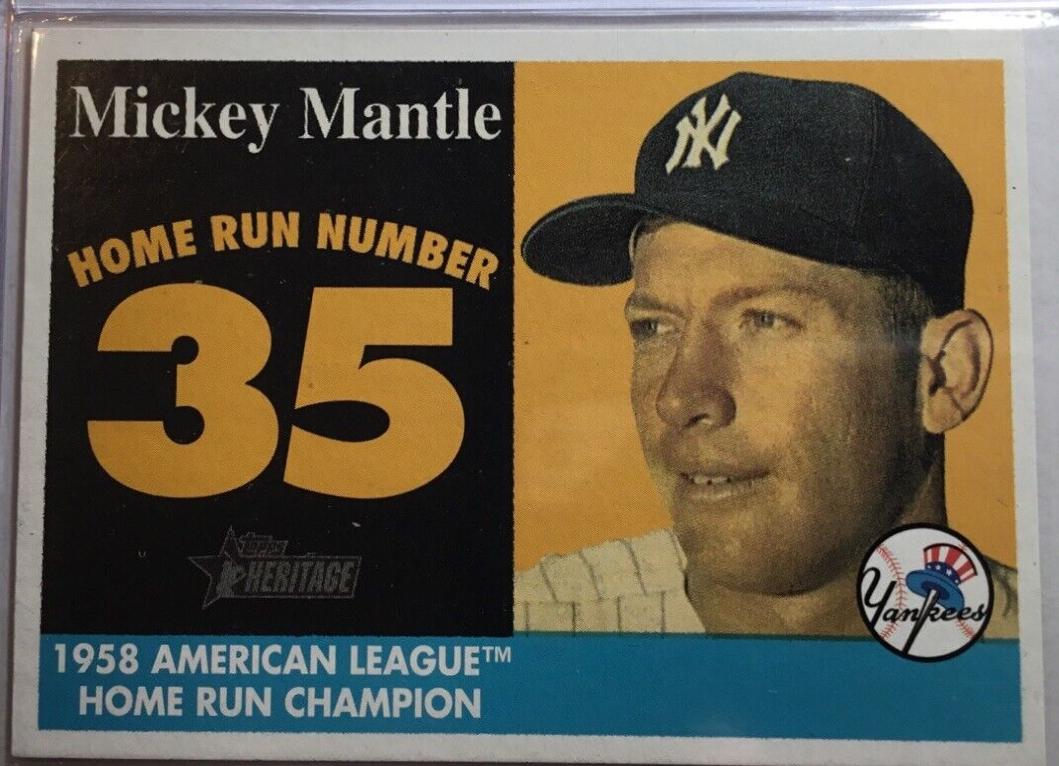 Mickey Mantle
HOME RUN NUMBER
35
topps
HERITAGE
1958 AMERICAN LEAGUE™
HOME RUN CHAMPION
NY
Yankees